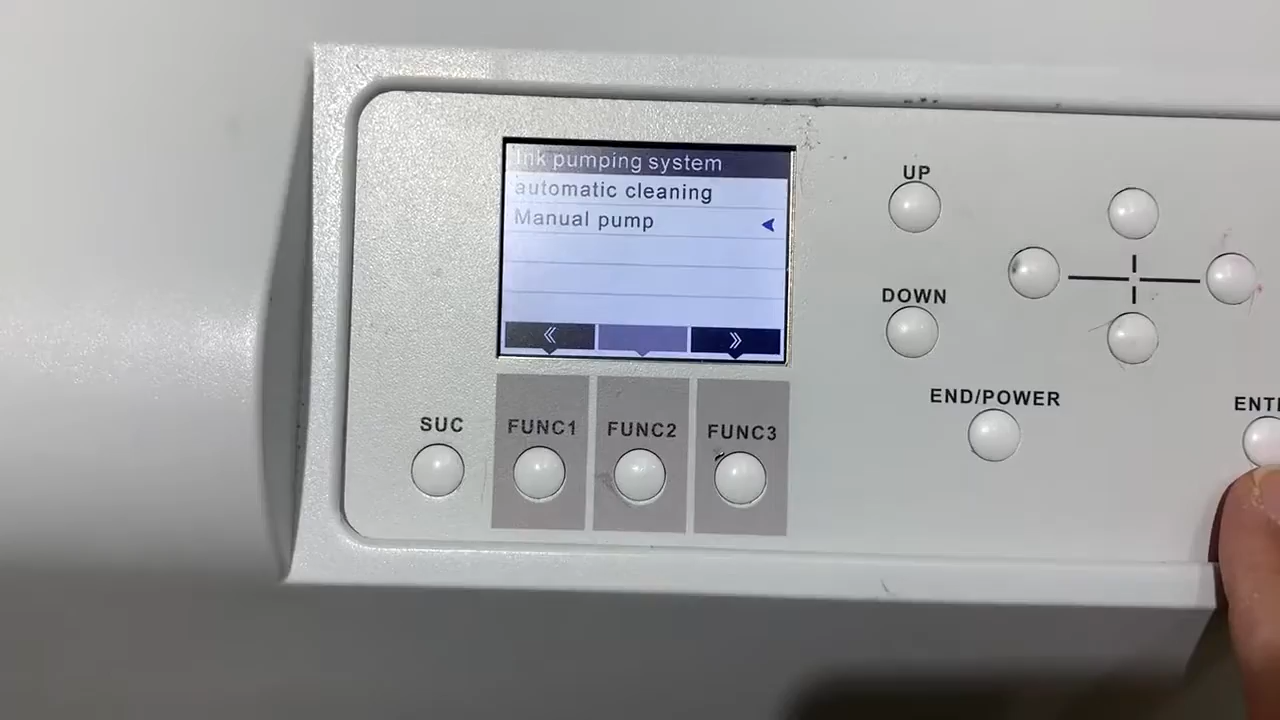 Ink pumping system
automatic cleaning
Manual pump
« »
SUC
FUNC1
FUNC2
FUNC3
UP
DOWN
END/POWER